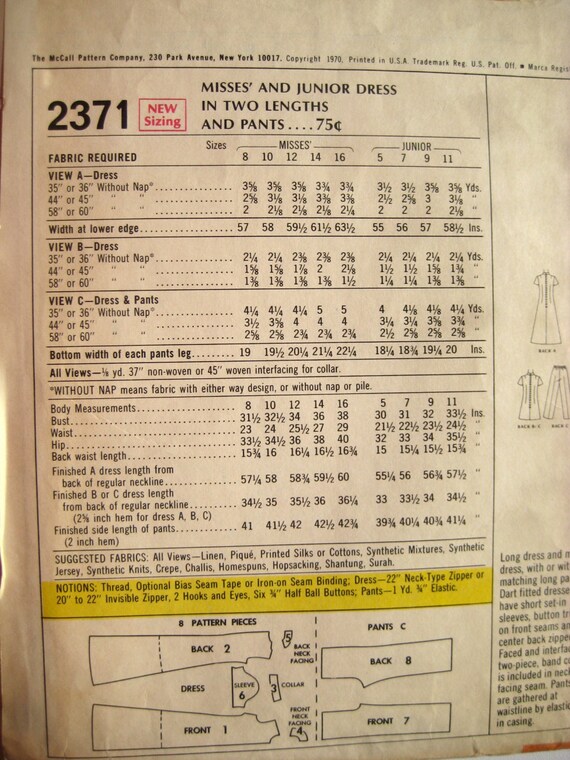 The McCall Pattern Company, 230 Park Avenue, New York 10017. Copyright 1970. Printed in U.S.A. Trademark Reg. U.S. Pat. Off. • Marca Regis
2371 NEW Sizing
MISSES' AND JUNIOR DRESS
IN TWO LENGTHS
AND PANTS....75¢
Sizes MISSES' JUNIOR
FABRIC REQUIRED 8 10 12 14 16 5 7 9 11
VIEW A—Dress
35" or 36" Without Nap* 3⅝ 3⅝ 3⅝ 3¾ 3¾ 3½ 3½ 3⅝ 3⅝ Yds.
44" or 45" " " 2⅝ 3⅛ 3⅛ 3⅜ 3⅜ 2½ 2⅝ 3 3⅛ "
58" or 60" " " 2 2⅛ 2⅛ 2⅛ 2¼ 2 2 2 2⅛ "
Width at lower edge 57 58 59½ 61½ 63½ 55 56 57 58½ Ins.
VIEW B—Dress
35" or 36" Without Nap* 2¼ 2¼ 2⅜ 2⅜ 2⅜ 2¼ 2¼ 2¼ 2¼ Yds.
44" or 45" " " 1⅝ 1⅝ 1⅞ 2 2⅛ 1½ 1½ 1⅝ 1¾ "
58" or 60" " " 1⅜ 1⅜ 1⅜ 1⅜ 1½ 1¼ 1¼ 1⅜ 1⅜ "
VIEW C—Dress & Pants
35" or 36" Without Nap* 4¼ 4¼ 4¼ 5 5 4 4⅛ 4⅛ 4¼ Yds.
44" or 45" " " 3½ 3⅝ 4 4 4 3¼ 3¼ 3⅝ 3¾ "
58" or 60" " " 2⅝ 2⅝ 2¾ 2¾ 2¾ 2½ 2⅝ 2⅝ 2⅝ "
Bottom width of each pants leg 19 19½ 20¼ 21¼ 22¼ 18¼ 18¾ 19¼ 20 Ins.
All Views—⅛ yd. 37" non-woven or 45" woven interfacing for collar.
*WITHOUT NAP means fabric with either way design, or without nap or pile.
Body Measurements 8 10 12 14 16 5 7 9 11
Bust 31½ 32½ 34 36 38 30 31 32 33½ Ins.
Waist 23 24 25½ 27 29 21½ 22½ 23½ 24½ "
Hip 33½ 34½ 36 38 40 32 33 34 35½ "
Back waist length 15¾ 16 16¼ 16½ 16¾ 15 15¼ 15½ 15¾ "
Finished A dress length from
back of regular neckline 57¼ 58 58¾ 59½ 60 55¼ 56 56¾ 57½ "
Finished B or C dress length
from back of regular neckline 34½ 35 35½ 36 36¼ 33 33½ 34 34½ "
(2⅝ inch hem for dress A, B, C)
Finished side length of pants 41 41½ 42 42½ 42¾ 39¾ 40¼ 40¾ 41¼ "
(2 inch hem)
SUGGESTED FABRICS: All Views—Linen, Piqué, Printed Silks or Cottons, Synthetic Mixtures, Synthetic
Jersey, Synthetic Knits, Crepe, Challis, Homespuns, Hopsacking, Shantung, Surah.
NOTIONS: Thread, Optional Bias Seam Tape or Iron-on Seam Binding; Dress—22" Neck-Type Zipper or
20" to 22" Invisible Zipper, 2 Hooks and Eyes, Six ¾" Half Ball Buttons; Pants—1 Yd. ¾" Elastic.
8 PATTERN PIECES
PANTS C
BACK 2
5
BACK
NECK
FACING
BACK 8
DRESS
SLEEVE
6
3 COLLAR
FRONT
NECK
FACING
4
FRONT 1
FRONT 7
BACK A
BACK B-C
BACK C
Long dress and
dress, with or wit
matching long pa
Dart fitted dresse
have short set-in
sleeves, button tr
on front seams an
center back zippe
Faced and interfa
two-piece, band co
is included in neck
facing seam. Pants
are gathered at
waistline by elastic
in casing.